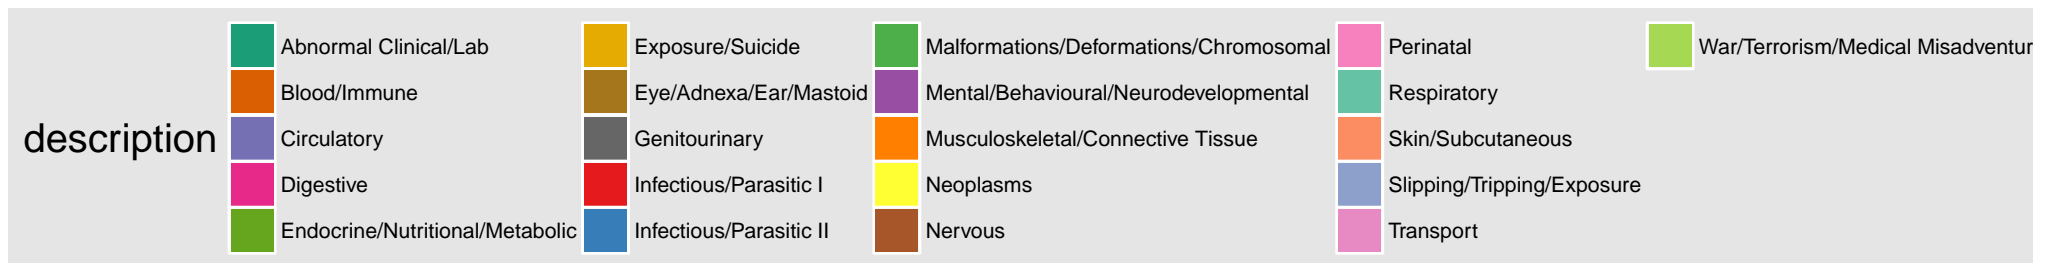 description
Abnormal Clinical/Lab
Blood/Immune
Circulatory
Digestive
Endocrine/Nutritional/Metabolic
Exposure/Suicide
Eye/Adnexa/Ear/Mastoid
Genitourinary
Infectious/Parasitic I
Infectious/Parasitic II
Malformations/Deformations/Chromosomal
Mental/Behavioural/Neurodevelopmental
Musculoskeletal/Connective Tissue
Neoplasms
Nervous
Perinatal
Respiratory
Skin/Subcutaneous
Slipping/Tripping/Exposure
Transport
War/Terrorism/Medical Misadventur